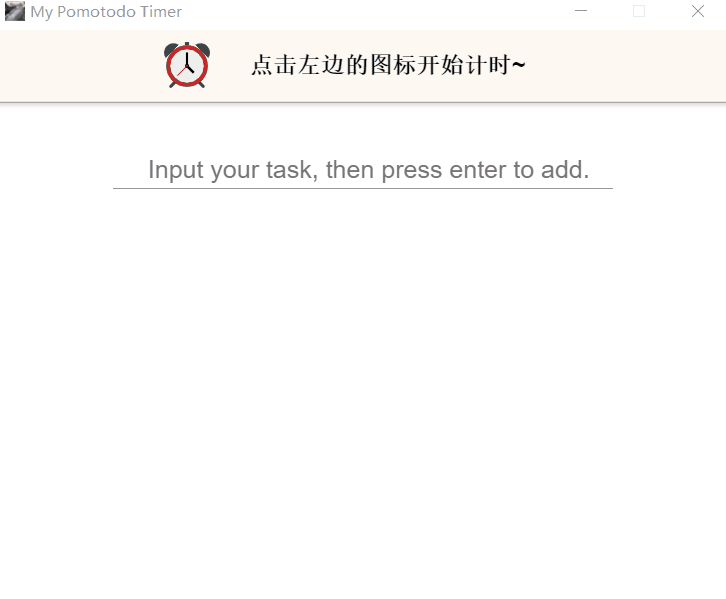 My Pomotodo Timer
点击左边的图标开始计时~
Input your task, then press enter to add.